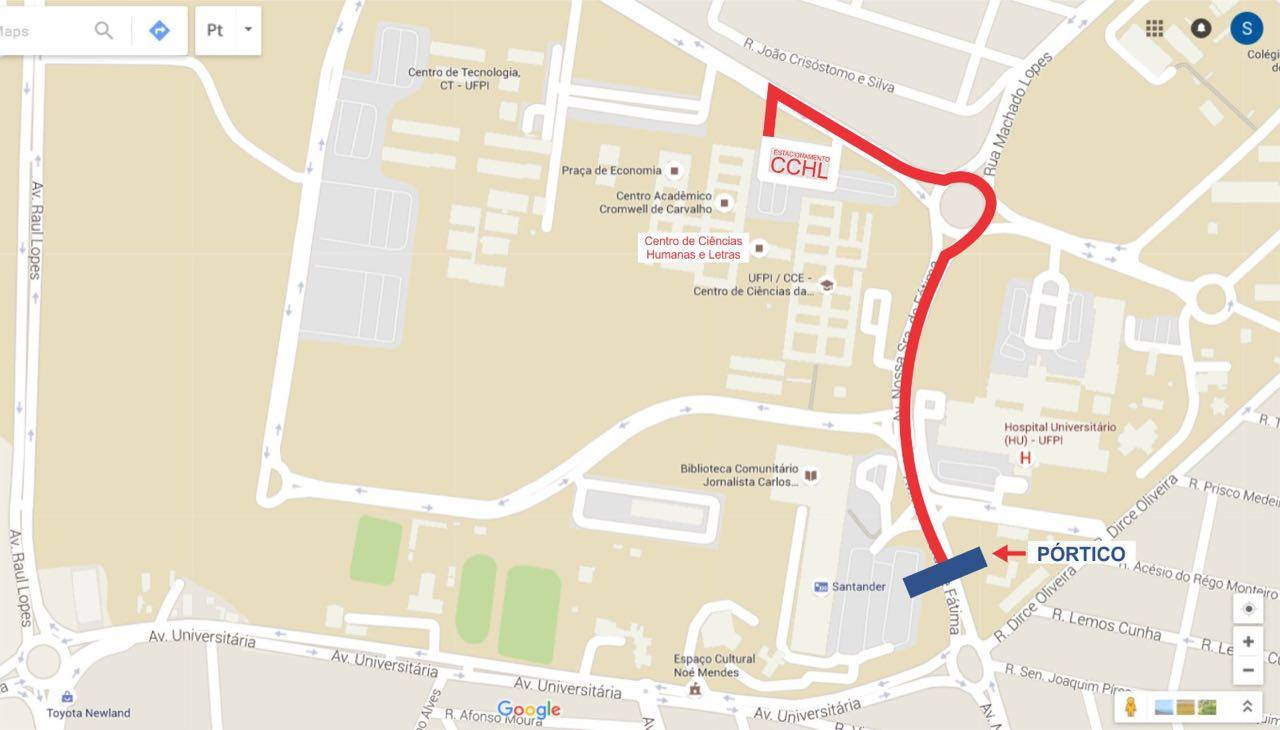 Maps
Pt
S
R. João Crisóstomo e Silva
Rua Machado Lopes
Colégi
Centro de Tecnologia,
CT - UFPI
ESTACIONAMENTO
CCHL
Praça de Economia
Centro Acadêmico
Cromwell de Carvalho
Centro de Ciências
Humanas e Letras
UFPI / CCE -
Centro de Ciências da...
Av. Raul Lopes
Av. Nossa Sra. de Fátima
Hospital Universitário
(HU) - UFPI
H
Biblioteca Comunitário
Jornalista Carlos...
R. Prisco Medei
R. Dirce Oliveira
PÓRTICO
Santander
R. Acésio do Rêgo Monteiro
Av. Raul Lopes
Fátima
R. Dirce Oliveira
R. Lemos Cunha
Av. Universitária
Av. Universitária
Av. Universitária
Av. Universitária
Espaço Cultural
Noé Mendes
R. Sen. Joaquim Pires
Toyota Newland
Google
R. Afonso Moura